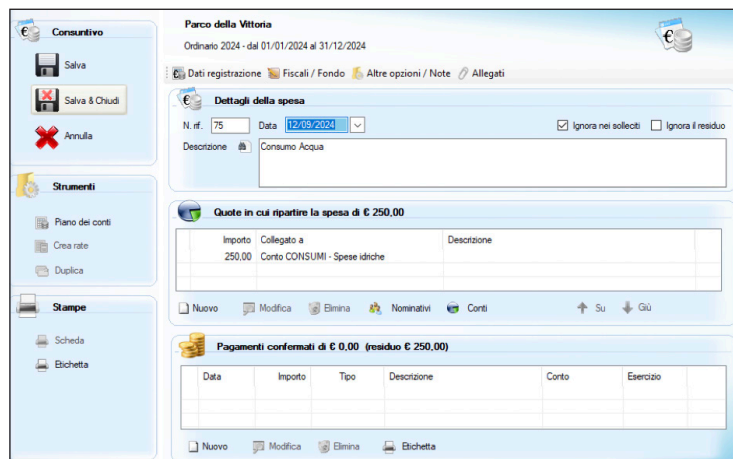 Consuntivo
Salva
Salva & Chiudi
Annulla
Strumenti
Piano dei conti
Crea rate
Duplica
Stampe
Scheda
Etichetta
Parco della Vittoria
Ordinario 2024 - dal 01/01/2024 al 31/12/2024
Dati registrazione Fiscali / Fondo Altre opzioni / Note Allegati
Dettagli della spesa
N. rif. 75 Data 12/09/2024 Ignora nei solleciti Ignora il residuo
Descrizione Consumo Acqua
Quote in cui ripartire la spesa di € 250,00
Importo Collegato a Descrizione
250,00 Conto CONSUMI - Spese idriche
Nuovo Modifica Elimina Nominativi Conti Su Giù
Pagamenti confermati di € 0,00 (residuo € 250,00)
Data Importo Tipo Descrizione Conto Esercizio
Nuovo Modifica Elimina Etichetta